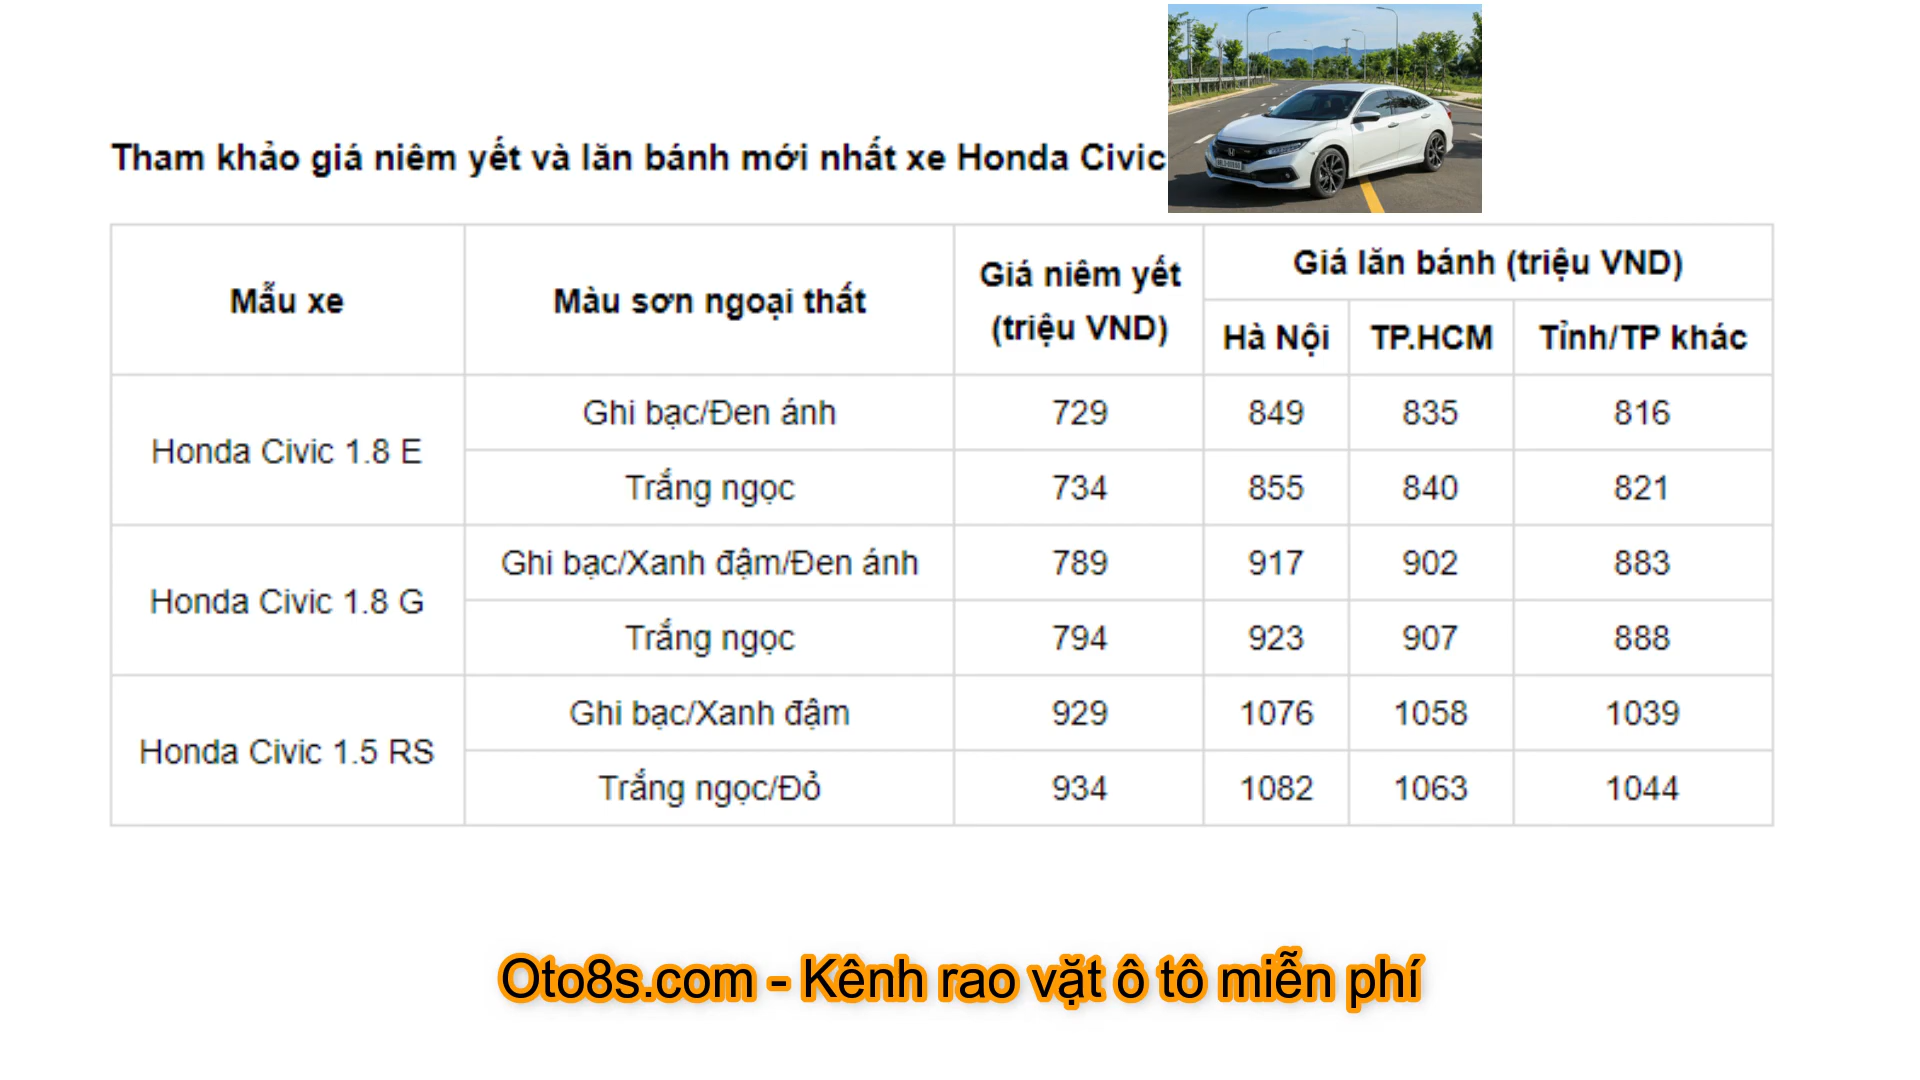 Tham khảo giá niêm yết và lăn bánh mới nhất xe Honda Civic
Mẫu xe
Màu sơn ngoại thất
Giá niêm yết
(triệu VND)
Giá lăn bánh (triệu VND)
Hà Nội
TP.HCM
Tỉnh/TP khác
Honda Civic 1.8 E
Ghi bạc/Đen ánh
729
849
835
816
Trắng ngọc
734
855
840
821
Honda Civic 1.8 G
Ghi bạc/Xanh đậm/Đen ánh
789
917
902
883
Trắng ngọc
794
923
907
888
Honda Civic 1.5 RS
Ghi bạc/Xanh đậm
929
1076
1058
1039
Trắng ngọc/Đỏ
934
1082
1063
1044
Oto8s.com - Kênh rao vặt ô tô miễn phí